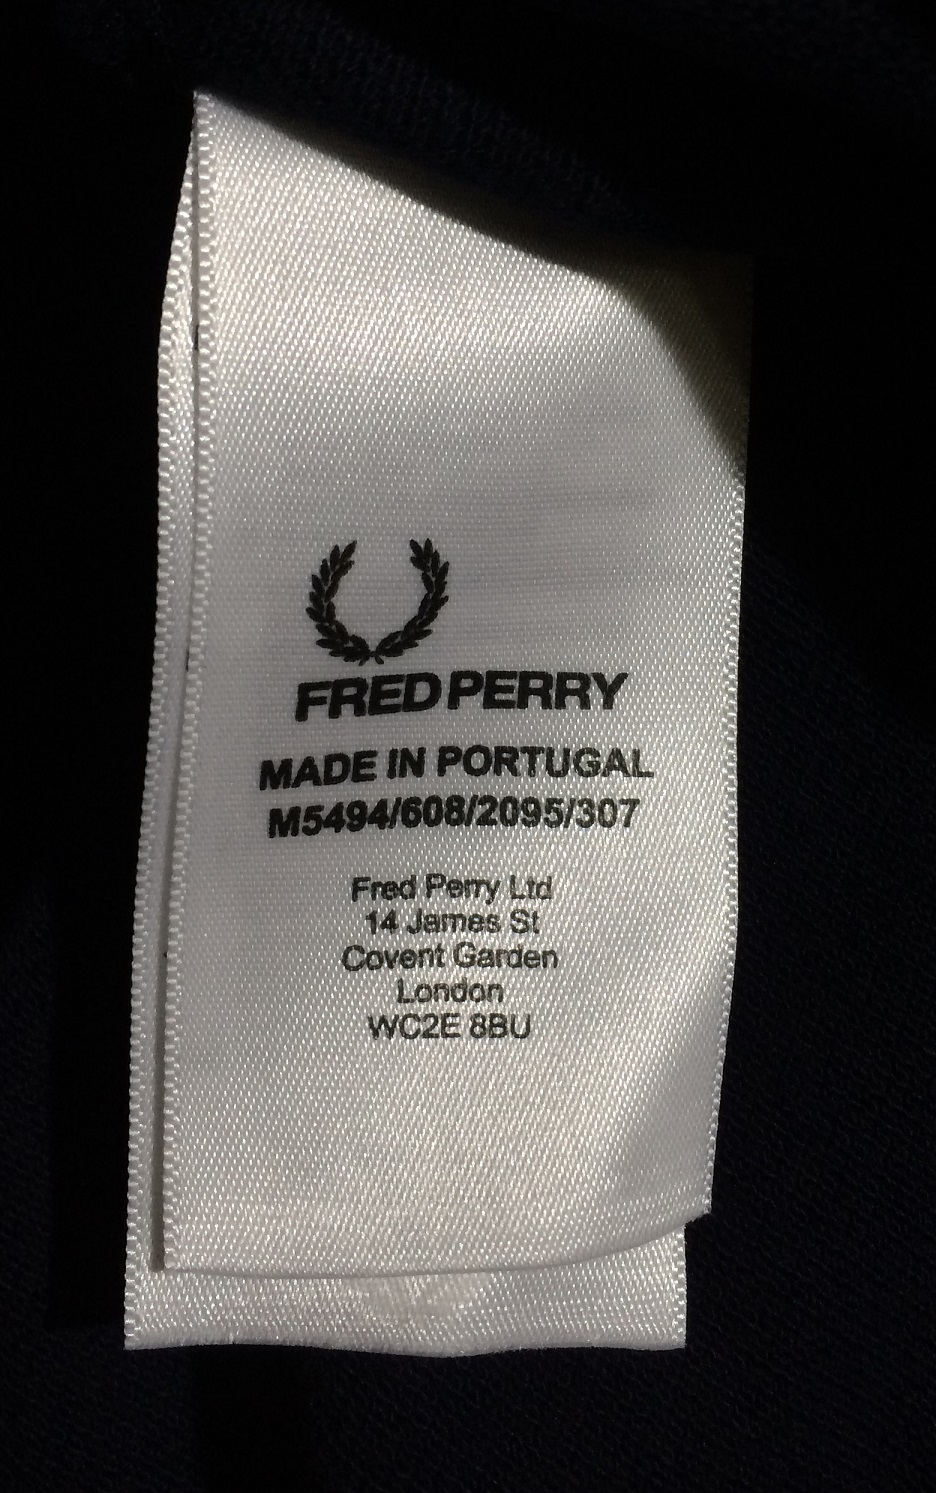 FRED PERRY
MADE IN PORTUGAL
M5494/608/2095/307
Fred Perry Ltd
14 James St
Covent Garden
London
WC2E 8BU